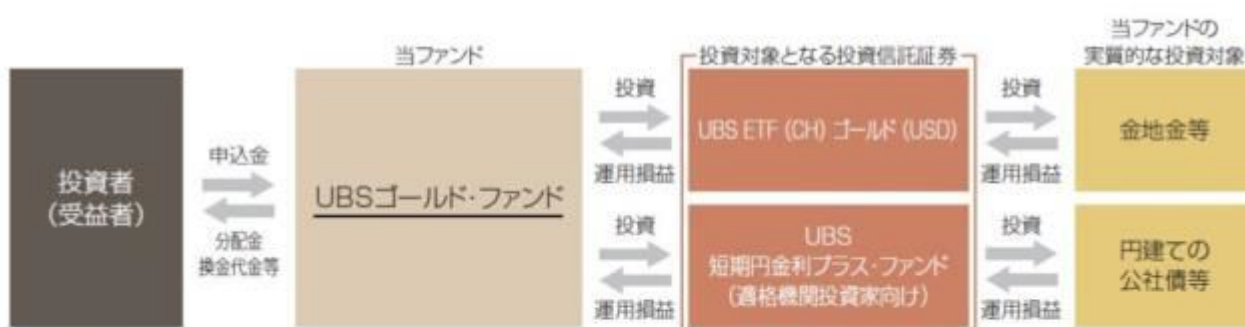 当ファンド
投資対象となる投資信託証券
当ファンドの
実質的な投資対象
投資者
(受益者)
申込金
分配金
換金代金等
UBSゴールド・ファンド
投資
運用損益
投資
運用損益
UBS ETF (CH) ゴールド (USD)
UBS
短期円金利プラス・ファンド
(適格機関投資家向け)
投資
運用損益
投資
運用損益
金地金等
円建ての
公社債等